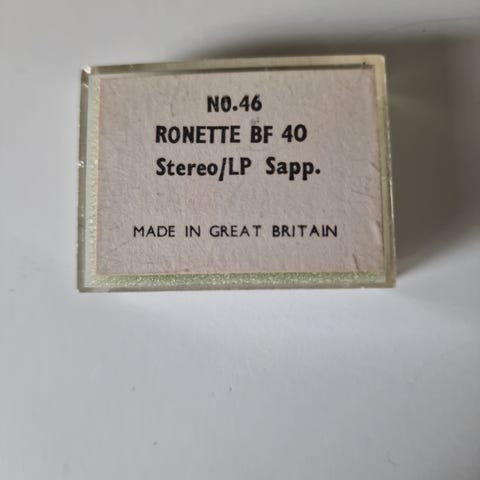 NO.46
RONETTE BF 40
Stereo/LP Sapp.
MADE IN GREAT BRITAIN